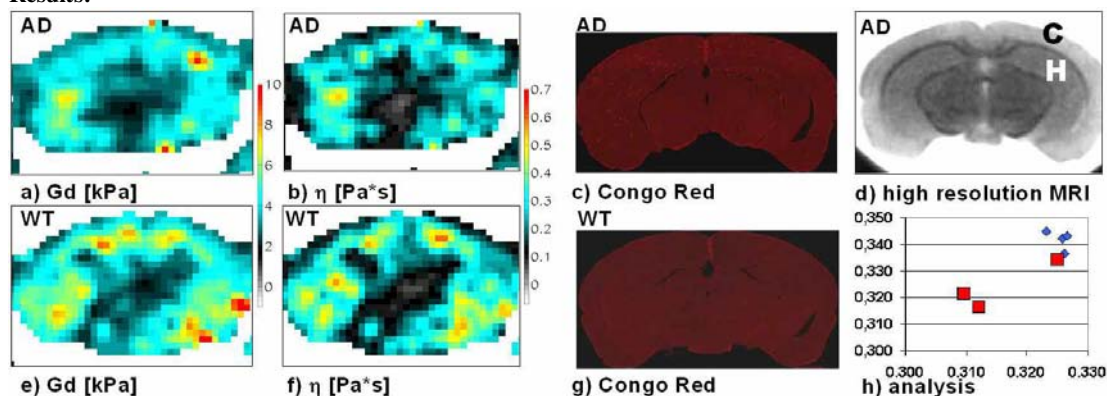 Results:
AD
a) Gd [kPa]
10
8
6
4
2
0
AD
b) η [Pa*s]
0.7
0.6
0.5
0.4
0.3
0.2
0.1
0
AD
c) Congo Red
AD
C
H
d) high resolution MRI
WT
e) Gd [kPa]
WT
f) η [Pa*s]
WT
g) Congo Red
0,350
0,340
0,330
0,320
0,310
0,300
0.300
0.310
0.320
0.330
h) analysis